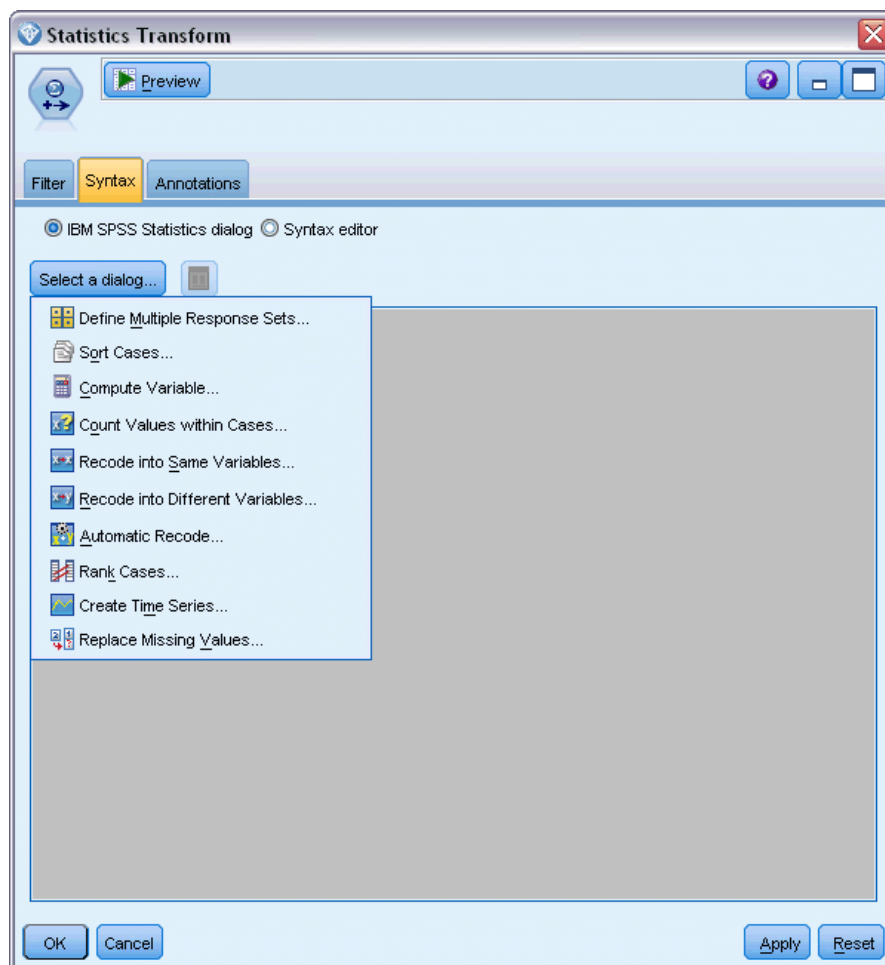 Statistics Transform
Preview
Filter Syntax Annotations
IBM SPSS Statistics dialog Syntax editor
Select a dialog...
Define Multiple Response Sets...
Sort Cases...
Compute Variable...
Count Values within Cases...
Recode into Same Variables...
Recode into Different Variables...
Automatic Recode...
Rank Cases...
Create Time Series...
Replace Missing Values...
OK Cancel Apply Reset